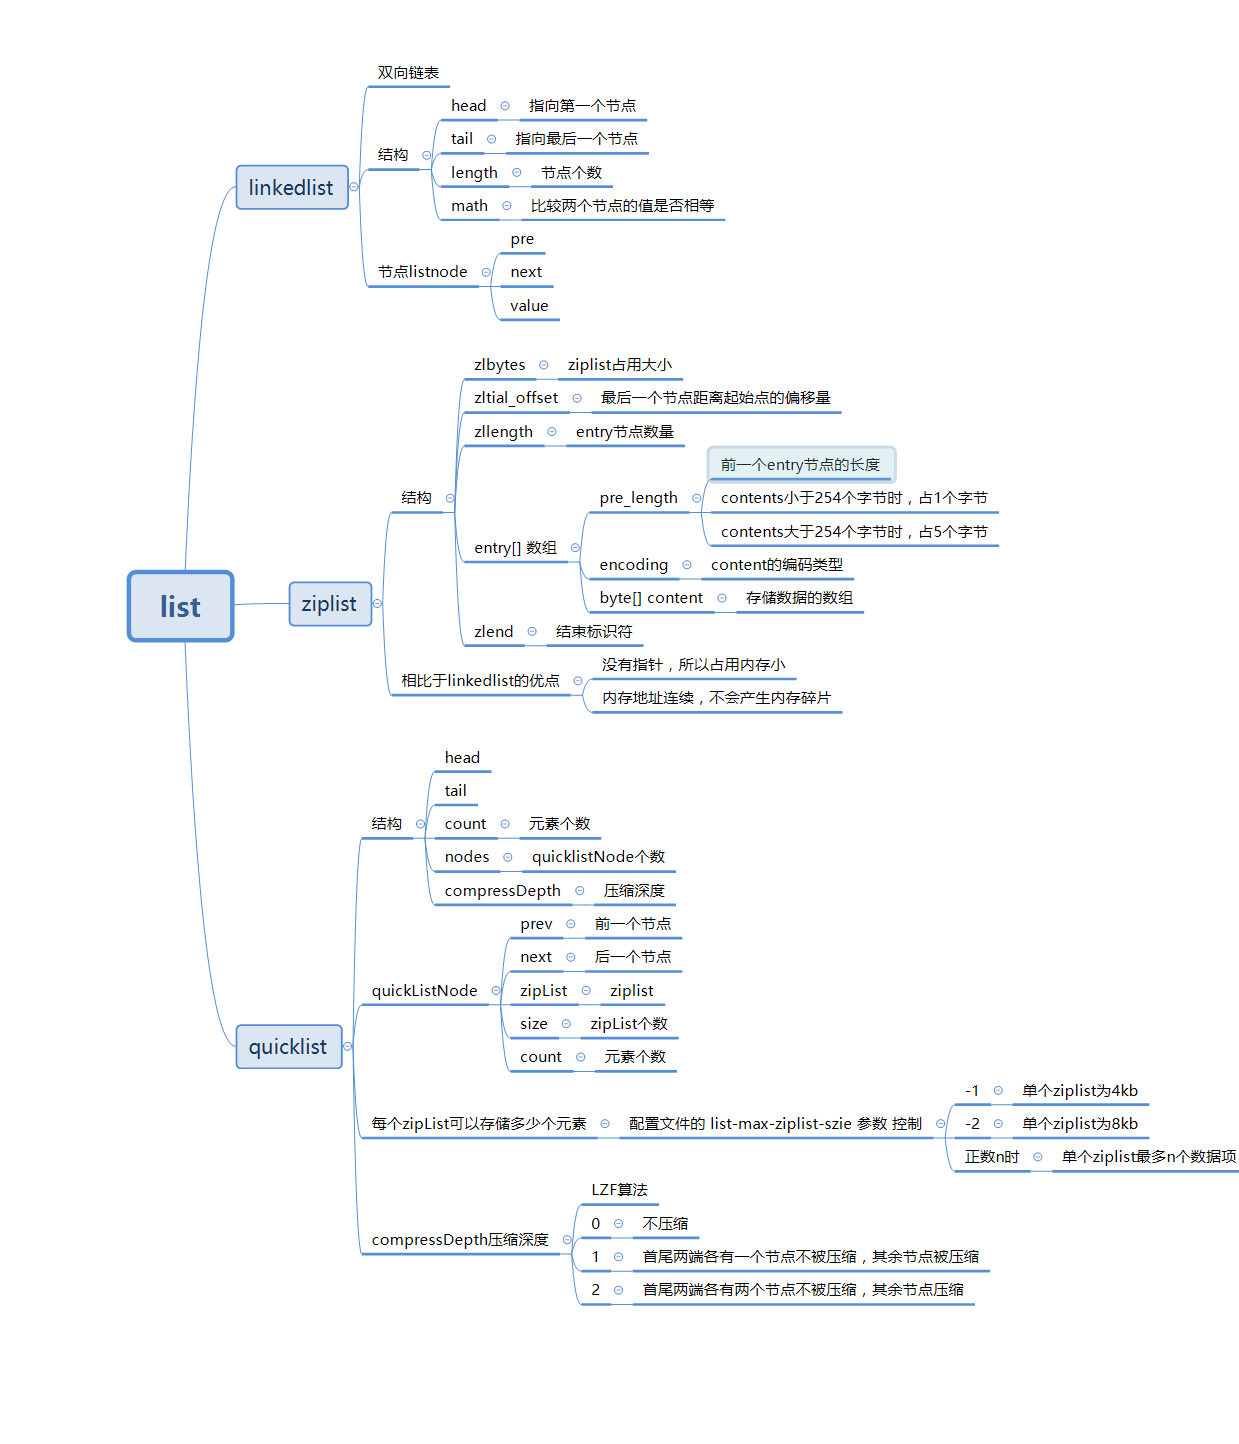 list
linkedlist
双向链表
结构
head
指向第一个节点
tail
指向最后一个节点
length
节点个数
math
比较两个节点的值是否相等
节点listnode
pre
next
value
ziplist
结构
zlbytes
ziplist占用大小
zltial_offset
最后一个节点距离起始点的偏移量
zllength
entry节点数量
entry[] 数组
pre_length
前一个entry节点的长度
contents小于254个字节时，占1个字节
contents大于254个字节时，占5个字节
encoding
content的编码类型
byte[] content
存储数据的数组
zlend
结束标识符
相比于linkedlist的优点
没有指针，所以占用内存小
内存地址连续，不会产生内存碎片
quicklist
结构
head
tail
count
元素个数
nodes
quicklistNode个数
compressDepth
压缩深度
quickListNode
prev
前一个节点
next
后一个节点
zipList
ziplist
size
zipList个数
count
元素个数
每个zipList可以存储多少个元素
配置文件的 list-max-ziplist-szie 参数 控制
-1
单个ziplist为4kb
-2
单个ziplist为8kb
正数n时
单个ziplist最多n个数据项
compressDepth压缩深度
LZF算法
0
不压缩
1
首尾两端各有一个节点不被压缩，其余节点被压缩
2
首尾两端各有两个节点不被压缩，其余节点压缩